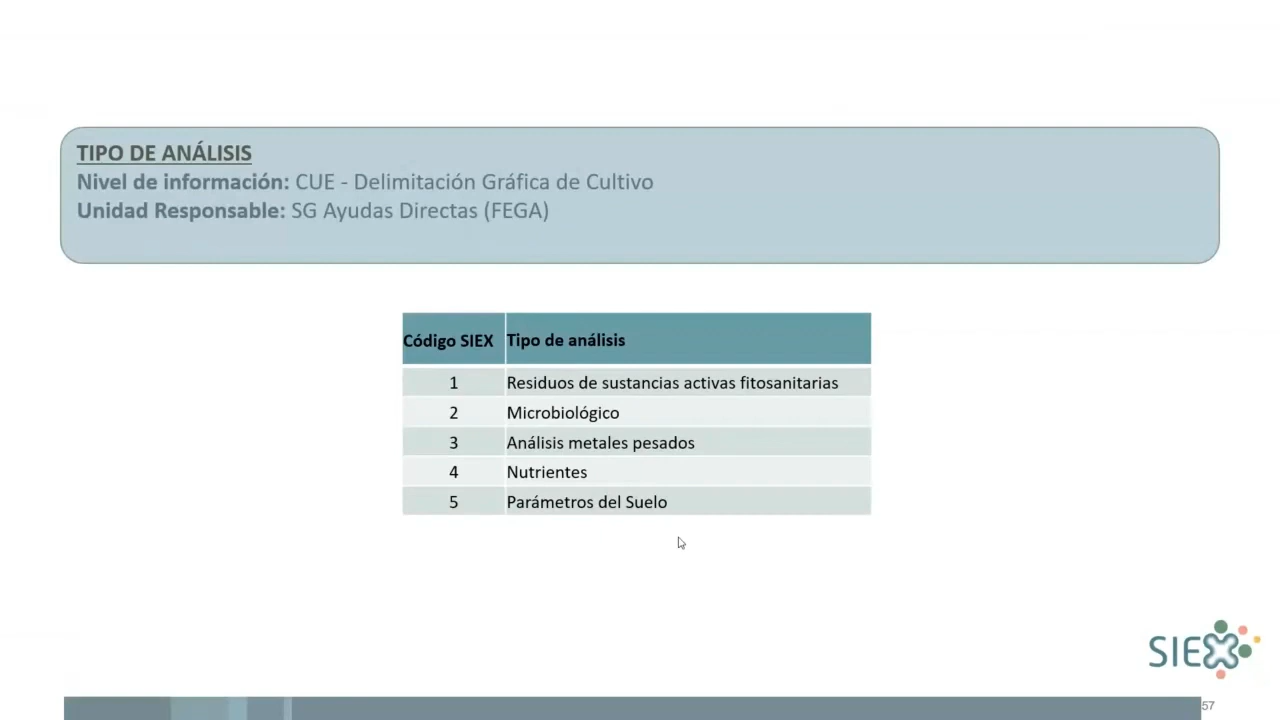 TIPO DE ANÁLISIS
Nivel de información: CUE - Delimitación Gráfica de Cultivo
Unidad Responsable: SG Ayudas Directas (FEGA)
Código SIEX Tipo de análisis
1 Residuos de sustancias activas fitosanitarias
2 Microbiológico
3 Análisis metales pesados
4 Nutrientes
5 Parámetros del Suelo
SIEX
57